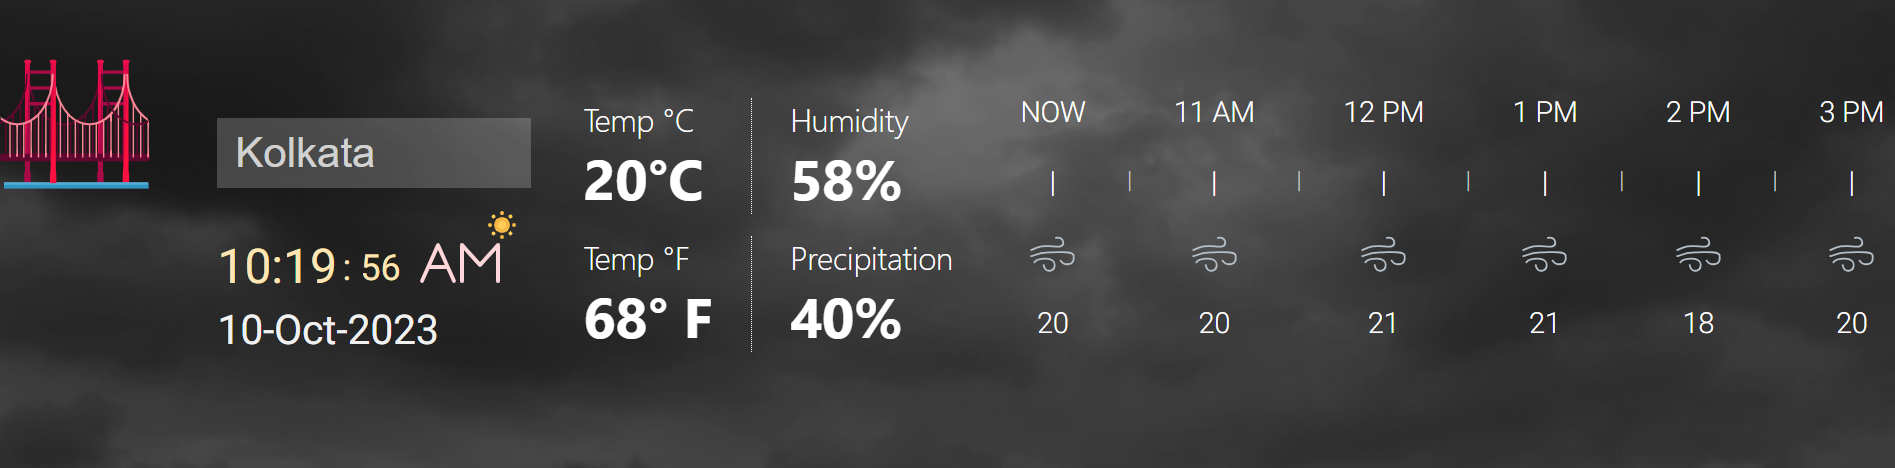 Kolkata
10:19 : 56 AM
10-Oct-2023
Temp °C
20°C
Temp °F
68° F
Humidity
58%
Precipitation
40%
NOW 11 AM 12 PM 1 PM 2 PM 3 PM
20 20 21 21 18 20